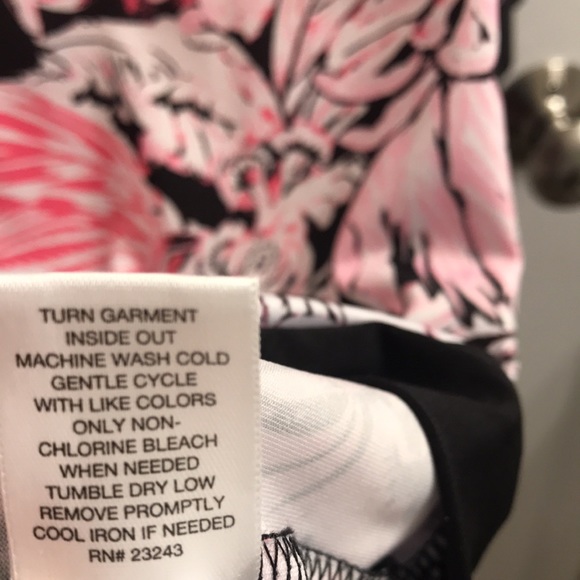 TURN GARMENT
INSIDE OUT
MACHINE WASH COLD
GENTLE CYCLE
WITH LIKE COLORS
ONLY NON-
CHLORINE BLEACH
WHEN NEEDED
TUMBLE DRY LOW
REMOVE PROMPTLY
COOL IRON IF NEEDED
RN# 23243